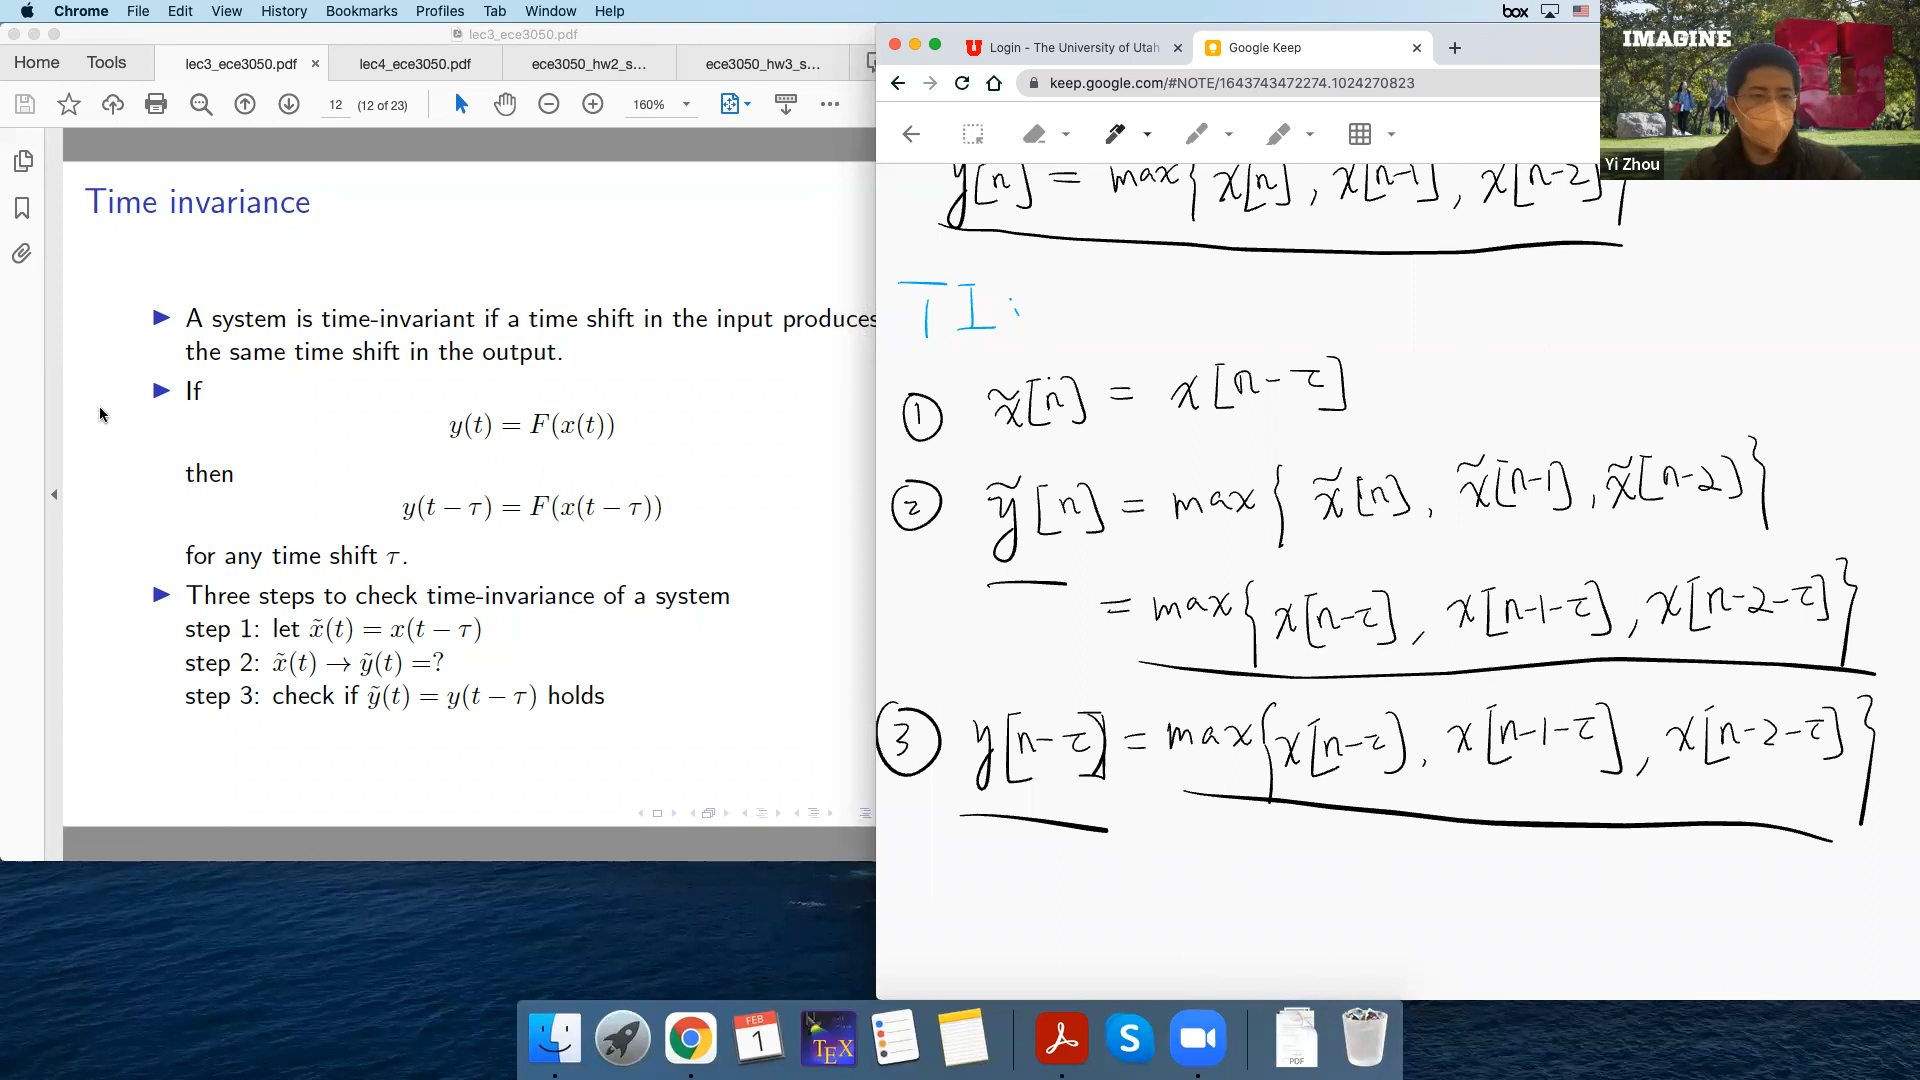 Chrome File Edit View History Bookmarks Profiles Tab Window Help
box
lec3_ece3050.pdf
Home Tools lec3_ece3050.pdf × lec4_ece3050.pdf ece3050_hw2_s... ece3050_hw3_s...
12 (12 of 23) 160%
Time invariance
A system is time-invariant if a time shift in the input produces
the same time shift in the output.
If
y(t) = F(x(t))
then
y(t − τ) = F(x(t − τ))
for any time shift τ.
Three steps to check time-invariance of a system
step 1: let x̃(t) = x(t − τ)
step 2: x̃(t) → ỹ(t) =?
step 3: check if ỹ(t) = y(t − τ) holds
Login - The University of Utah × Google Keep ×
keep.google.com/#NOTE/1643743472274.1024270823
y[n] = max{ x[n], x[n-1], x[n-2] }
TI:
① x̃[n] = x[n-τ]
② ỹ[n] = max{ x̃[n], x̃[n-1], x̃[n-2] }
= max{ x[n-τ], x[n-1-τ], x[n-2-τ] }
③ y[n-τ] = max{ x[n-τ], x[n-1-τ], x[n-2-τ] }
IMAGINE
U
Yi Zhou
FEB
1
TEX
S
PDF